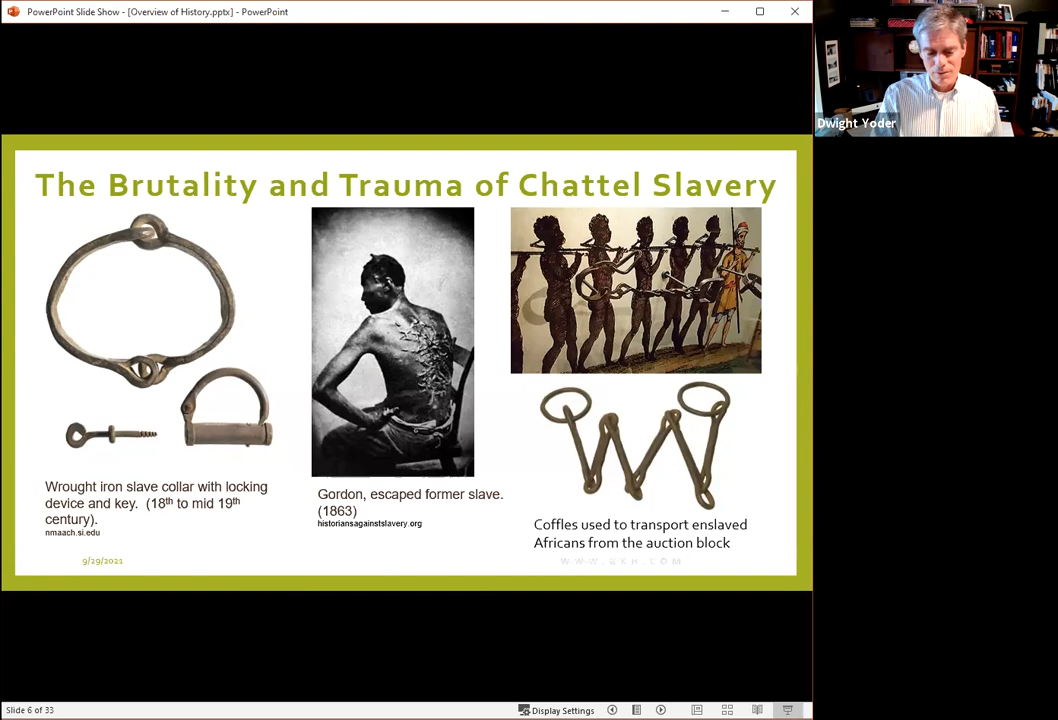 PowerPoint Slide Show - [Overview of History.pptx] - PowerPoint
Dwight Yoder
The Brutality and Trauma of Chattel Slavery
Wrought iron slave collar with locking
device and key. (18th to mid 19th
century).
nmaach.si.edu
Gordon, escaped former slave.
(1863)
historiansagainstslavery.org
Coffles used to transport enslaved
Africans from the auction block
9/29/2021
Slide 6 of 33
Display Settings